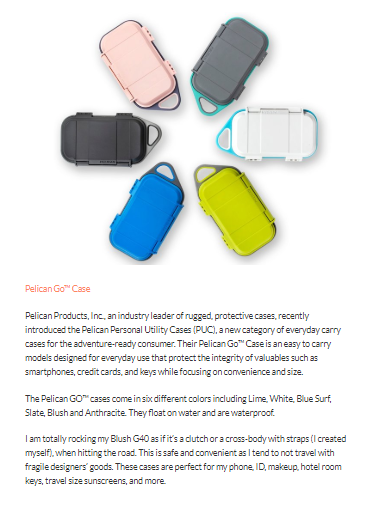 Pelican Go™ Case
Pelican Products, Inc., an industry leader of rugged, protective cases, recently
introduced the Pelican Personal Utility Cases (PUC), a new category of everyday carry
cases for the adventure-ready consumer. Their Pelican Go™ Case is an easy to carry
models designed for everyday use that protect the integrity of valuables such as
smartphones, credit cards, and keys while focusing on convenience and size.
The Pelican GO™ cases come in six different colors including Lime, White, Blue Surf,
Slate, Blush and Anthracite. They float on water and are waterproof.
I am totally rocking my Blush G40 as if it's a clutch or a cross-body with straps (I created
myself), when hitting the road. This is safe and convenient as I tend to not travel with
fragile designers' goods. These cases are perfect for my phone, ID, makeup, hotel room
keys, travel size sunscreens, and more.